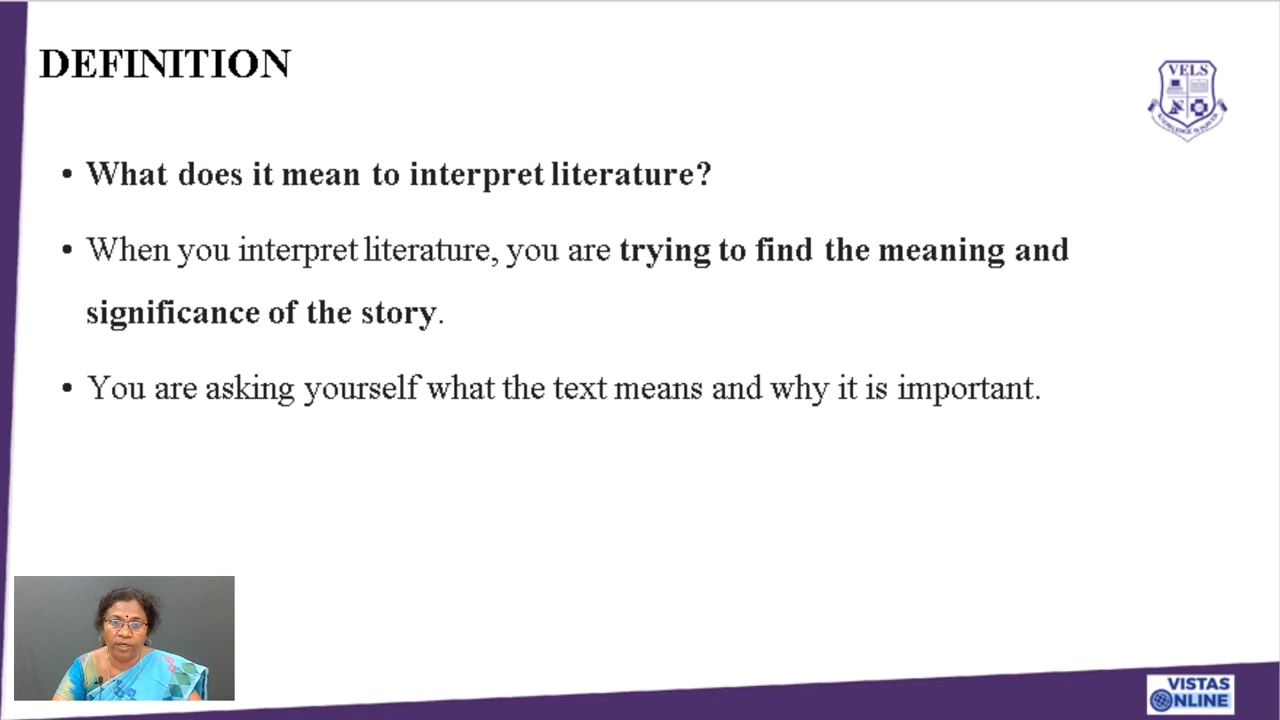 DEFINITION
VELS
• What does it mean to interpret literature?
• When you interpret literature, you are trying to find the meaning and
significance of the story.
• You are asking yourself what the text means and why it is important.
VISTAS
ONLINE